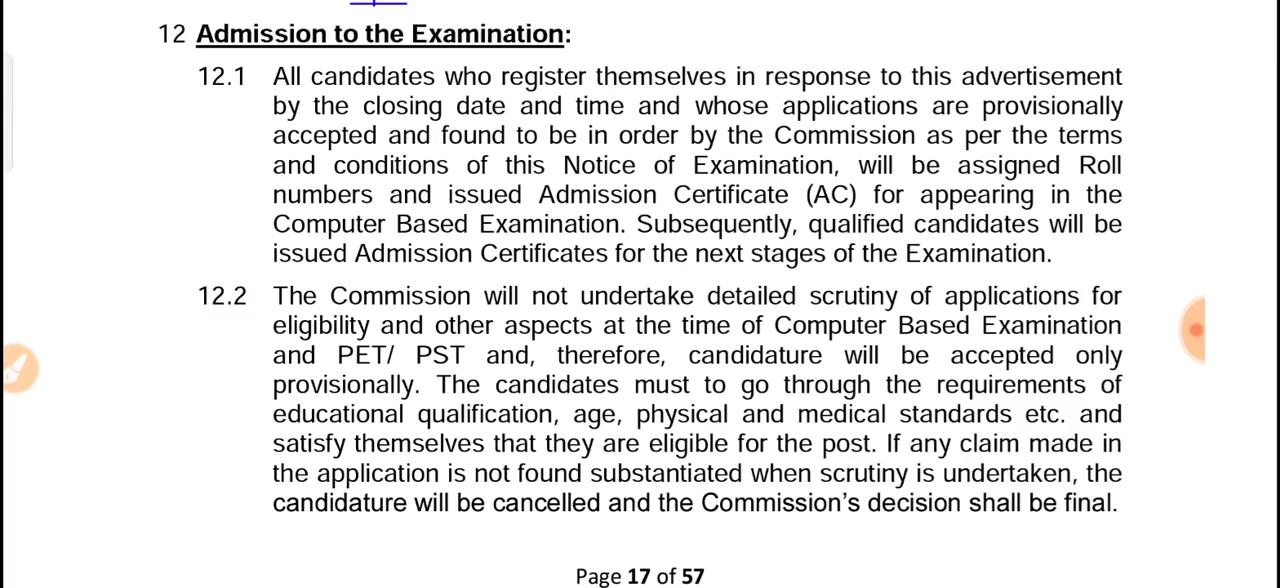 12 Admission to the Examination:
12.1 All candidates who register themselves in response to this advertisement
by the closing date and time and whose applications are provisionally
accepted and found to be in order by the Commission as per the terms
and conditions of this Notice of Examination, will be assigned Roll
numbers and issued Admission Certificate (AC) for appearing in the
Computer Based Examination. Subsequently, qualified candidates will be
issued Admission Certificates for the next stages of the Examination.
12.2 The Commission will not undertake detailed scrutiny of applications for
eligibility and other aspects at the time of Computer Based Examination
and PET/ PST and, therefore, candidature will be accepted only
provisionally. The candidates must to go through the requirements of
educational qualification, age, physical and medical standards etc. and
satisfy themselves that they are eligible for the post. If any claim made in
the application is not found substantiated when scrutiny is undertaken, the
candidature will be cancelled and the Commission’s decision shall be final.
Page 17 of 57